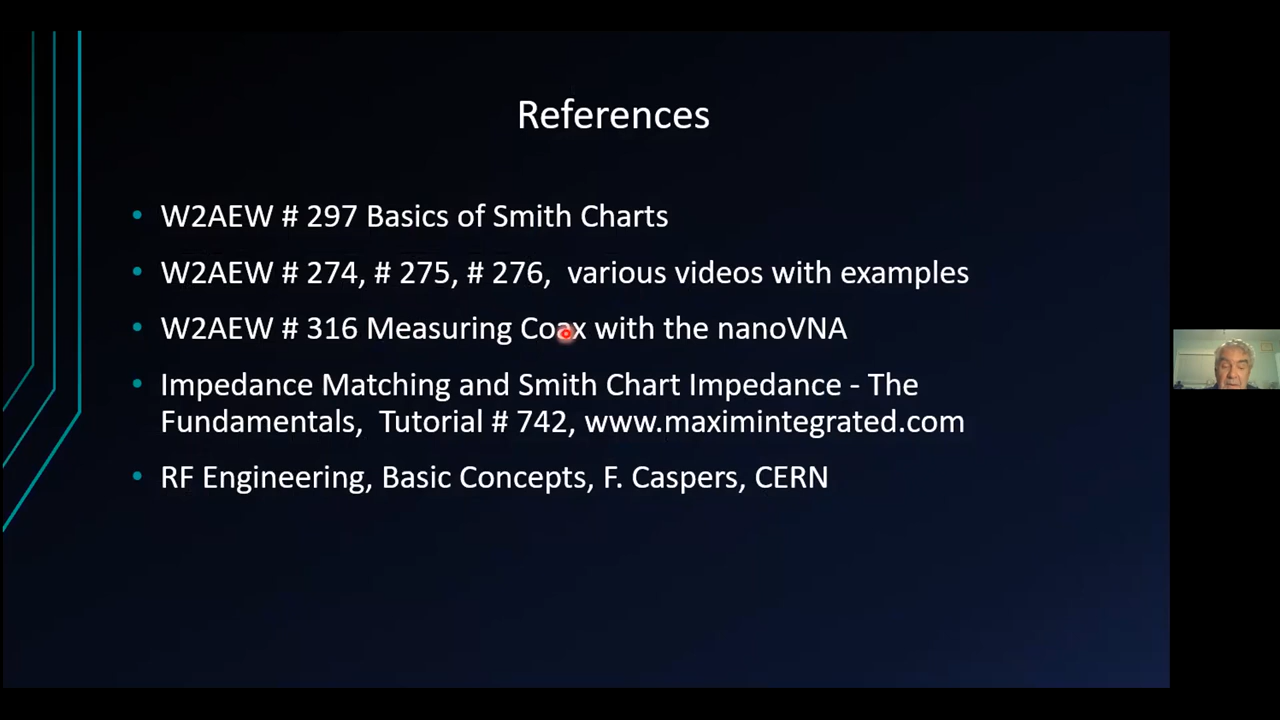 References
W2AEW # 297 Basics of Smith Charts
W2AEW # 274, # 275, # 276,  various videos with examples
W2AEW # 316 Measuring Coax with the nanoVNA
Impedance Matching and Smith Chart Impedance - The
Fundamentals,  Tutorial # 742, www.maximintegrated.com
RF Engineering, Basic Concepts, F. Caspers, CERN